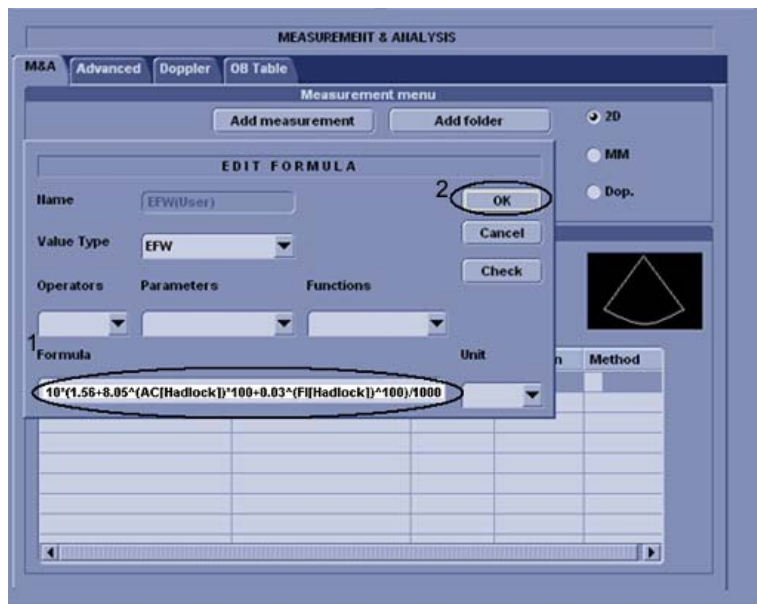 MEASUREMENT & ANALYSIS
M&A Advanced Doppler OB Table
Measurement menu
Add measurement Add folder 2D
MM
Dop.
EDIT FORMULA
Name EFW(User) 2 OK
Value Type EFW Cancel
Check
Operators Parameters Functions
1
Formula Unit
10*(1.56+8.05^(AC[Hadlock])*100+0.03^(Fl[Hadlock])^100)/1000
n Method